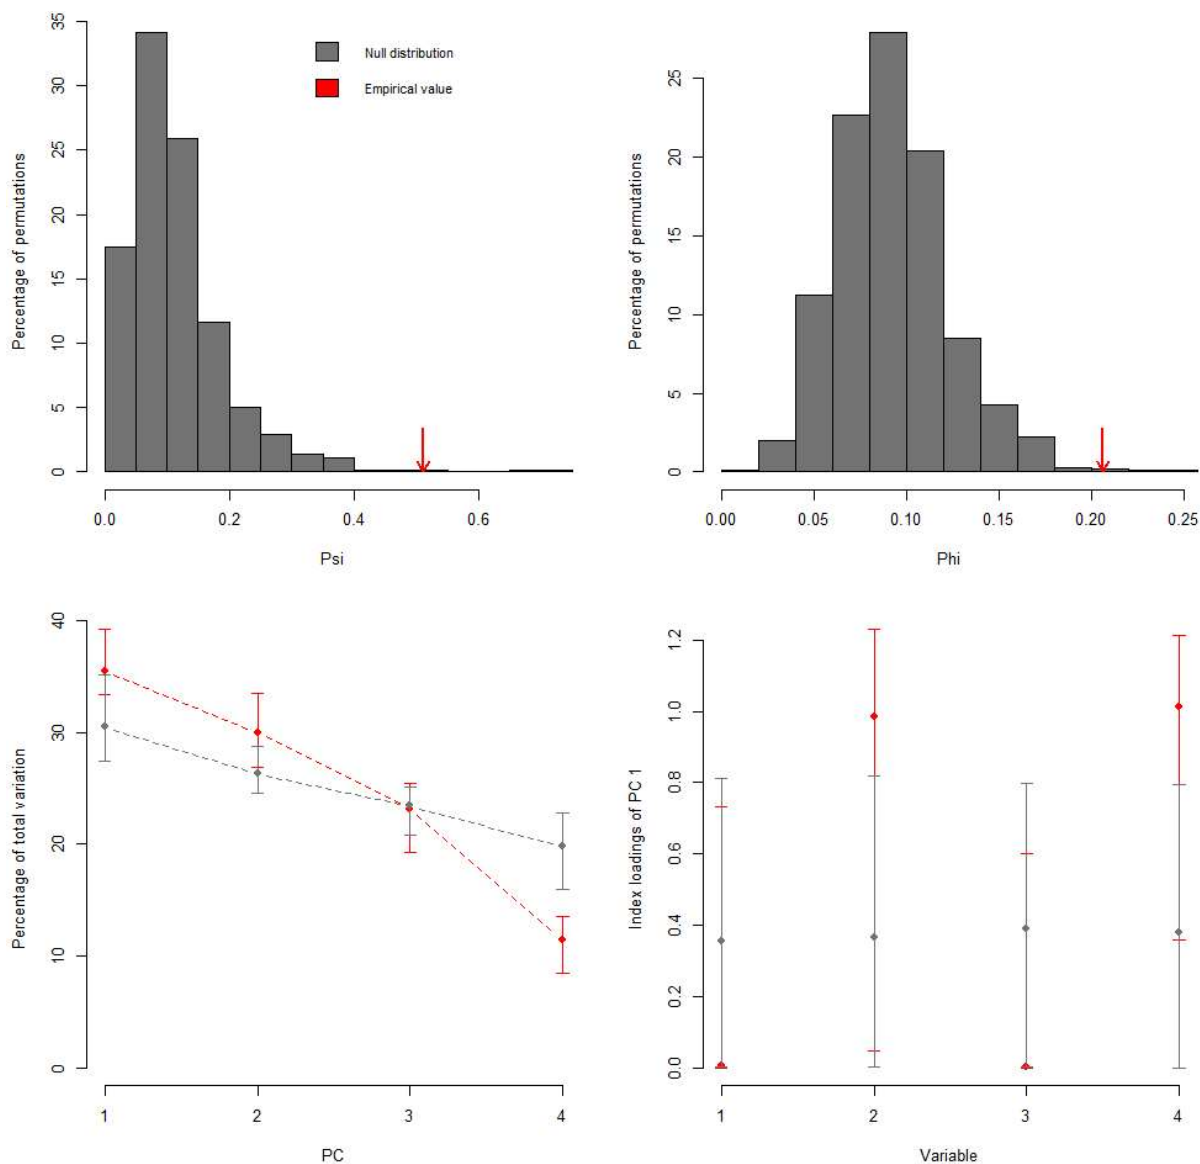 35
30
25
20
15
10
5
0
Percentage of permutations
Null distribution
Empirical value
0.0 0.2 0.4 0.6
Psi
25
20
15
10
5
0
Percentage of permutations
0.00 0.05 0.10 0.15 0.20 0.25
Phi
40
30
20
10
0
Percentage of total variation
1 2 3 4
PC
1.2
1.0
0.8
0.6
0.4
0.2
0.0
Index loadings of PC 1
1 2 3 4
Variable